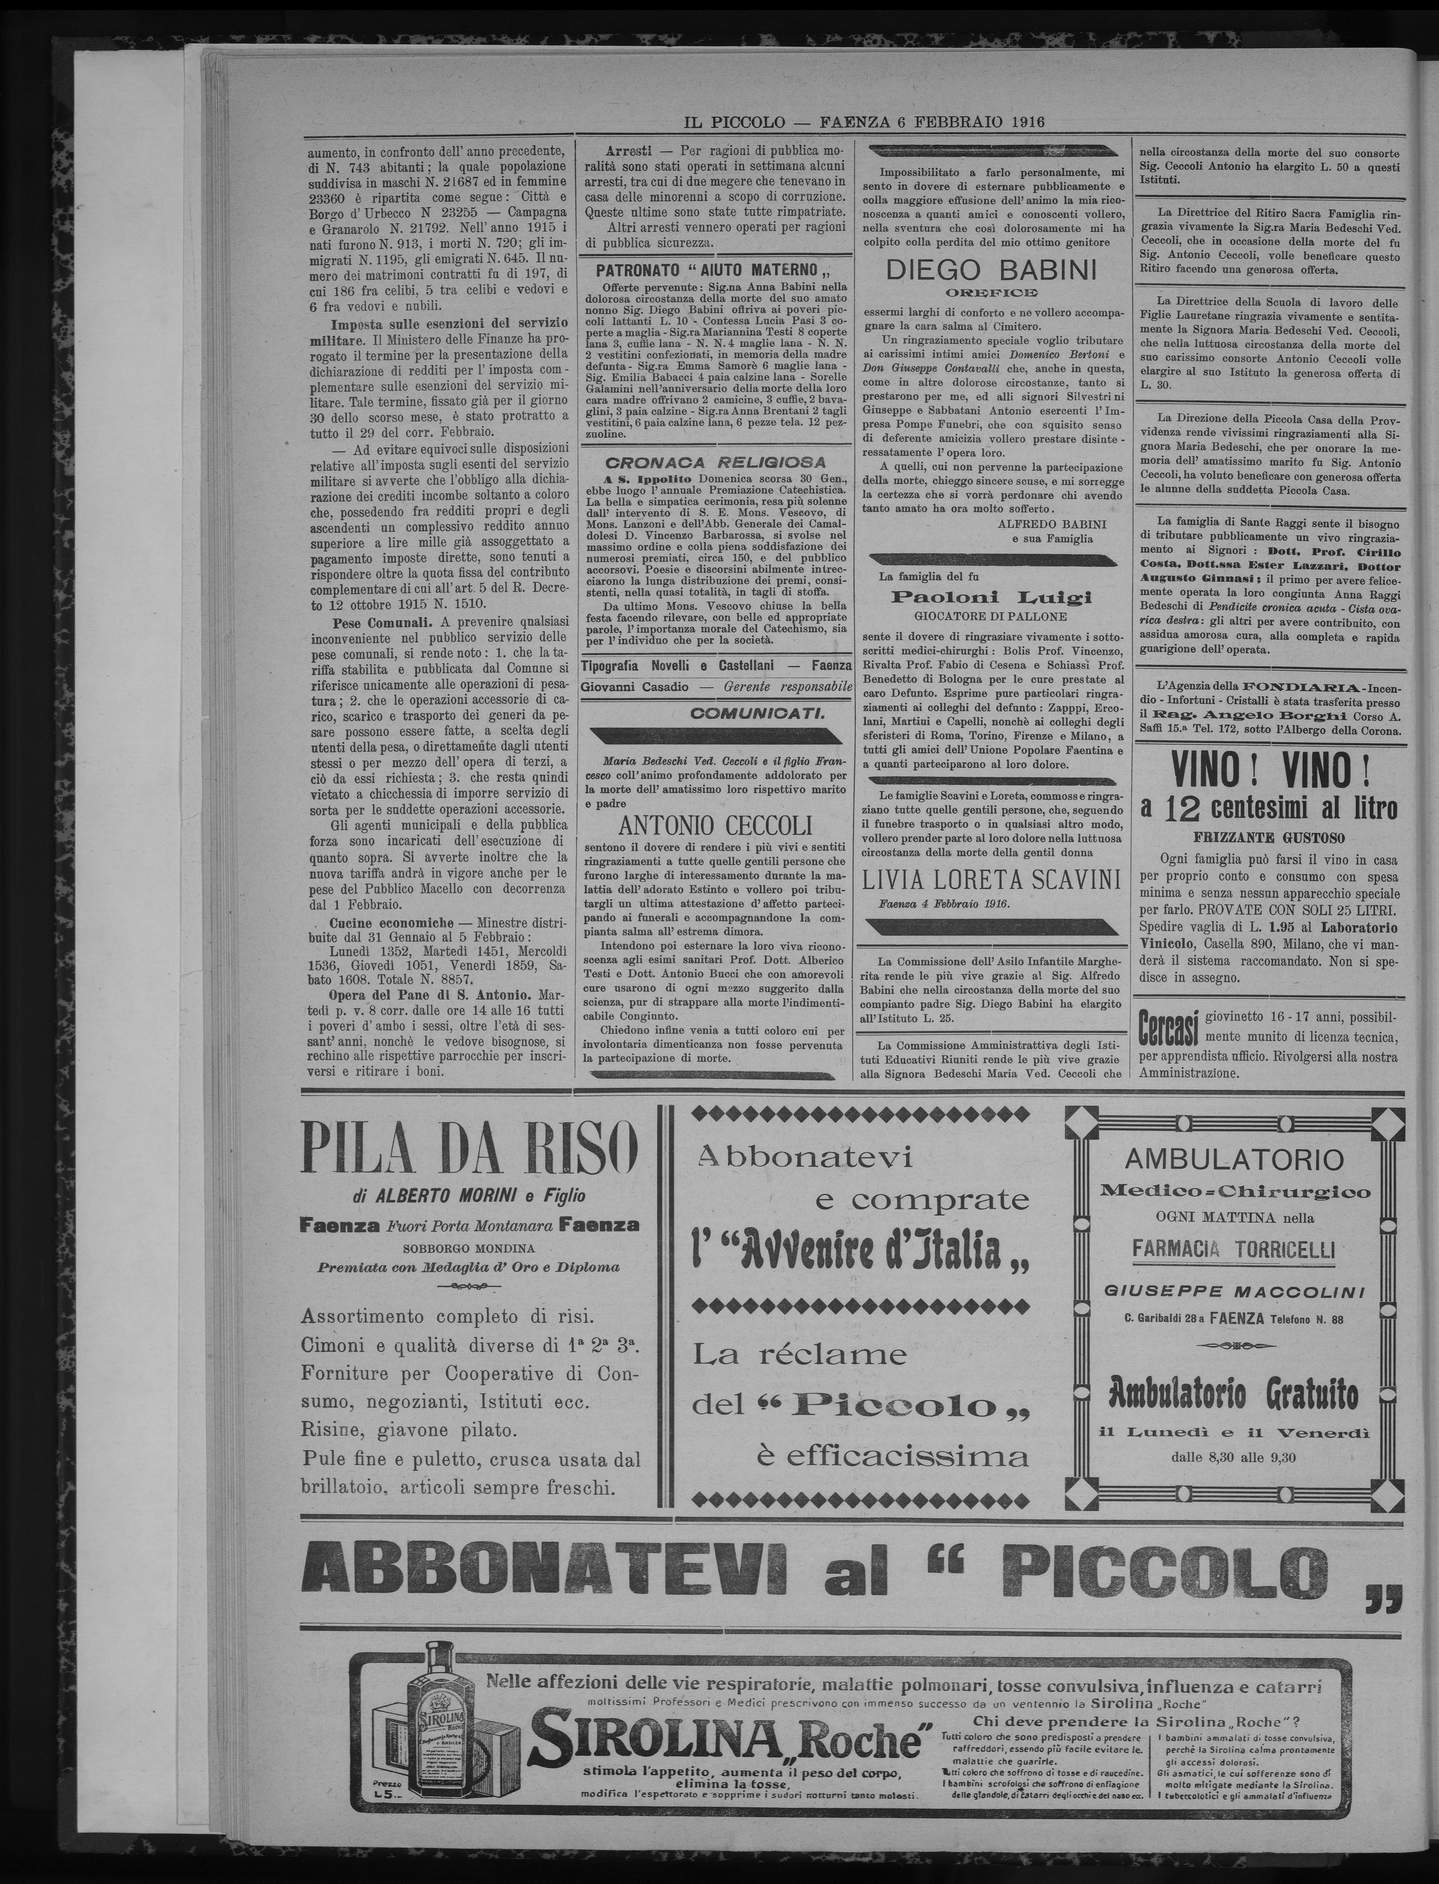 IL PICCOLO — FAENZA 6 FEBBRAIO 1916
aumento, in confronto dell' anno precedente,
di N. 743 abitanti; la quale popolazione
suddivisa in maschi N. 21687 ed in femmine
23360 è ripartita come segue: Città e
Borgo d' Urbecco N 23255 — Campagna
e Granarolo N. 21792. Nell' anno 1915 i
nati furono N. 913, i morti N. 720; gli im-
migrati N. 1195, gli emigrati N. 645. Il nu-
mero dei matrimoni contratti fu di 197, di
cui 186 fra celibi, 5 tra celibi e vedovi e
6 fra vedovi e nubili.
Imposta sulle esenzioni del servizio
militare. Il Ministero delle Finanze ha pro-
rogato il termine per la presentazione della
dichiarazione di redditi per l' imposta com-
plementare sulle esenzioni del servizio mi-
litare. Tale termine, fissato già per il giorno
30 dello scorso mese, è stato protratto a
tutto il 29 del corr. Febbraio.
— Ad evitare equivoci sulle disposizioni
relative all' imposta sugli esenti del servizio
militare si avverte che l'obbligo alla dichia-
razione dei crediti incombe soltanto a coloro
che, possedendo fra redditi propri e degli
ascendenti un complessivo reddito annuo
superiore a lire mille già assoggettato a
pagamento imposte dirette, sono tenuti a
rispondere oltre la quota fissa del contributo
complementare di cui all'art. 5 del R. Decre-
to 12 ottobre 1915 N. 1510.
Pese Comunali. A prevenire qualsiasi
inconveniente nel pubblico servizio delle
pese comunali, si rende noto: 1. che la ta-
riffa stabilita e pubblicata dal Comune si
riferisce unicamente alle operazioni di pesa-
tura; 2. che le operazioni accessorie di ca-
rico, scarico e trasporto dei generi da pe-
sare possono essere fatte, a scelta degli
utenti della pesa, o direttamente dagli utenti
stessi o per mezzo dell' opera di terzi, a
ciò da essi richiesta; 3. che resta quindi
vietato a chicchessia di imporre servizio di
sorta per le suddette operazioni accessorie.
Gli agenti municipali e della pubblica
forza sono incaricati dell' esecuzione di
quanto sopra. Si avverte inoltre che la
nuova tariffa andrà in vigore anche per le
pese del Pubblico Macello con decorrenza
dal 1 Febbraio.
Cucine economiche — Minestre distri-
buite dal 31 Gennaio al 5 Febbraio:
Lunedì 1352, Martedì 1451, Mercoldì
1536, Giovedì 1051, Venerdì 1859, Sa-
bato 1608. Totale N. 8857.
Opera del Pane di S. Antonio. Mar-
tedì p. v. 8 corr. dalle ore 14 alle 16 tutti
i poveri d' ambo i sessi, oltre l'età di ses-
sant' anni, nonchè le vedove bisognose, si
rechino alle rispettive parrocchie per inscri-
versi e ritirare i boni.
Arresti — Per ragioni di pubblica mo-
ralità sono stati operati in settimana alcuni
arresti, tra cui di due megere che tenevano in
casa delle minorenni a scopo di corruzione.
Queste ultime sono state tutte rimpatriate.
Altri arresti vennero operati per ragioni
di pubblica sicurezza.
PATRONATO “ AIUTO MATERNO „
Offerte pervenute: Sig.na Anna Babini nella
dolorosa circostanza della morte del suo amato
nonno Sig. Diego Babini offriva ai poveri pic-
coli lattanti L. 10 - Contessa Lucia Pasi 3 co-
perte a maglia - Sig.ra Mariannina Testi 8 coperte
lana 3, cuffie lana - N. N. 4 maglie lana - N. N.
2 vestitini confezionati, in memoria della madre
defunta - Sig.ra Emma Samorè 6 maglie lana -
Sig. Emilia Babacci 4 paia calzine lana - Sorelle
Galamini nell'anniversario della morte della loro
cara madre offrivano 2 camicine, 3 cuffie, 2 bava-
glini, 3 paia calzine - Sig.ra Anna Brentani 2 tagli
vestitini, 6 paia calzine lana, 6 pezze tela. 12 pez-
zuoline.
CRONACA RELIGIOSA
A S. Ippolito Domenica scorsa 30 Gen.,
ebbe luogo l' annuale Premiazione Catechistica.
La bella e simpatica cerimonia, resa più solenne
dall' intervento di S. E. Mons. Vescovo, di
Mons. Lanzoni e dell'Abb. Generale dei Camal-
dolesi D. Vincenzo Barbarossa, si svolse nel
massimo ordine e colla piena soddisfazione dei
numerosi premiati, circa 150, e del pubblico
accorsovi. Poesie e discorsini abilmente intrec-
ciarono la lunga distribuzione dei premi, consi-
stenti, nella quasi totalità, in tagli di stoffa.
Da ultimo Mons. Vescovo chiuse la bella
festa facendo rilevare, con belle ed appropriate
parole, l' importanza morale del Catechismo, sia
per l' individuo che per la società.
Tipografia Novelli e Castellani — Faenza
Giovanni Casadio — Gerente responsabile
COMUNICATI.
Maria Bedeschi Ved. Ceccoli e il figlio Fran-
cesco coll' animo profondamente addolorato per
la morte dell' amatissimo loro rispettivo marito
e padre
ANTONIO CECCOLI
sentono il dovere di rendere i più vivi e sentiti
ringraziamenti a tutte quelle gentili persone che
furono larghe di interessamento durante la ma-
lattia dell' adorato Estinto e vollero poi tribu-
targli un ultima attestazione d' affetto parteci-
pando ai funerali e accompagnandone la com-
pianta salma all' estrema dimora.
Intendono poi esternare la loro viva ricono-
scenza agli esimi sanitari Prof. Dott. Alberico
Testi e Dott. Antonio Bucci che con amorevoli
cure usarono di ogni mezzo suggerito dalla
scienza, pur di strappare alla morte l'indimenti-
cabile Congiunto.
Chiedono infine venia a tutti coloro cui per
involontaria dimenticanza non fosse pervenuta
la partecipazione di morte.
Impossibilitato a farlo personalmente, mi
sento in dovere di esternare pubblicamente e
colla maggiore effusione dell' animo la mia rico-
noscenza a quanti amici e conoscenti vollero,
nella sventura che così dolorosamente mi ha
colpito colla perdita del mio ottimo genitore
DIEGO BABINI
OREFICE
essermi larghi di conforto e ne vollero accompa-
gnare la cara salma al Cimitero.
Un ringraziamento speciale voglio tributare
ai carissimi intimi amici Domenico Bertoni e
Don Giuseppe Contavalli che, anche in questa,
come in altre dolorose circostanze, tanto si
prestarono per me, ed alli signori Silvestrini
Giuseppe e Sabbatani Antonio esercenti l' Im-
presa Pompe Funebri, che con squisito senso
di deferente amicizia vollero prestare disinte-
ressatamente l' opera loro.
A quelli, cui non pervenne la partecipazione
della morte, chieggo sincere scuse, e mi sorregge
la certezza che si vorrà perdonare chi avendo
tanto amato ha ora molto sofferto.
ALFREDO BABINI
e sua Famiglia
La famiglia del fu
Paoloni Luigi
GIOCATORE DI PALLONE
sente il dovere di ringraziare vivamente i sotto-
scritti medici-chirurghi: Bolis Prof. Vincenzo,
Rivalta Prof. Fabio di Cesena e Schiassi Prof.
Benedetto di Bologna per le cure prestate al
caro Defunto. Esprime pure particolari ringra-
ziamenti ai colleghi del defunto: Zapppi, Erco-
lani, Martini e Capelli, nonchè ai colleghi degli
sferisteri di Roma, Torino, Firenze e Milano, a
tutti gli amici dell' Unione Popolare Faentina e
a quanti parteciparono al loro dolore.
Le famiglie Scavini e Loreta, commosse ringra-
ziano tutte quelle gentili persone, che, seguendo
il funebre trasporto o in qualsiasi altro modo,
vollero prender parte al loro dolore nella luttuosa
circostanza della morte della gentil donna
LIVIA LORETA SCAVINI
Faenza 4 Febbraio 1916.
La Commissione dell' Asilo Infantile Marghe-
rita rende le più vive grazie al Sig. Alfredo
Babini che nella circostanza della morte del suo
compianto padre Sig. Diego Babini ha elargito
all' Istituto L. 25.
La Commissione Amministrattiva degli Isti-
tuti Educativi Riuniti rende le più vive grazie
alla Signora Bedeschi Maria Ved. Ceccoli che
nella circostanza della morte del suo consorte
Sig. Ceccoli Antonio ha elargito L. 50 a questi
Istituti.
La Direttrice del Ritiro Sacra Famiglia rin-
grazia vivamente la Sig.ra Maria Bedeschi Ved.
Ceccoli, che in occasione della morte del fu
Sig. Antonio Ceccoli, volle beneficare questo
Ritiro facendo una generosa offerta.
La Direttrice della Scuola di lavoro delle
Figlie Lauretane ringrazia vivamente e sentita-
mente la Signora Maria Bedeschi Ved. Ceccoli,
che nella luttuosa circostanza della morte del
suo carissimo consorte Antonio Ceccoli volle
elargire al suo Istituto la generosa offerta di
L. 30.
La Direzione della Piccola Casa della Prov-
videnza rende vivissimi ringraziamenti alla Si-
gnora Maria Bedeschi, che per onorare la me-
moria dell' amatissimo marito fu Sig. Antonio
Ceccoli, ha voluto beneficare con generosa offerta
le alunne della suddetta Piccola Casa.
La famiglia di Sante Raggi sente il bisogno
di tributare pubblicamente un vivo ringrazia-
mento ai Signori : Dott. Prof. Cirillo
Costa, Dott.ssa Ester Lazzari, Dottor
Augusto Ginnasi; il primo per avere felice-
mente operata la loro congiunta Anna Raggi
Bedeschi di Pendicite cronica acuta - Cista ova-
rica destra: gli altri per avere contribuito, con
assidua amorosa cura, alla completa e rapida
guarigione dell' operata.
L'Agenzia della FONDIARIA - Incen-
dio - Infortuni - Cristalli è stata trasferita presso
il Rag. Angelo Borghi Corso A.
Saffi 15.a Tel. 172, sotto l'Albergo della Corona.
VINO! VINO!
a 12 centesimi al litro
FRIZZANTE GUSTOSO
Ogni famiglia può farsi il vino in casa
per proprio conto e consumo con spesa
minima e senza nessun apparecchio speciale
per farlo. PROVATE CON SOLI 25 LITRI.
Spedire vaglia di L. 1.95 al Laboratorio
Vinicolo, Casella 890, Milano, che vi man-
derà il sistema raccomandato. Non si spe-
disce in assegno.
Cercasi giovinetto 16 - 17 anni, possibil-
mente munito di licenza tecnica,
per apprendista ufficio. Rivolgersi alla nostra
Amministrazione.
PILA DA RISO
di ALBERTO MORINI e Figlio
Faenza Fuori Porta Montanara Faenza
SOBBORGO MONDINA
Premiata con Medaglia d' Oro e Diploma
Assortimento completo di risi.
Cimoni e qualità diverse di 1ª 2ª 3ª.
Forniture per Cooperative di Con-
sumo, negozianti, Istituti ecc.
Risine, giavone pilato.
Pule fine e puletto, crusca usata dal
brillatoio, articoli sempre freschi.
Abbonatevi
e comprate
l' “Avvenire d'Italia„
La réclame
del “ Piccolo „
è efficacissima
AMBULATORIO
Medico=Chirurgico
OGNI MATTINA nella
FARMACIA TORRICELLI
GIUSEPPE MACCOLINI
C. Garibaldi 28 a FAENZA Telefono N. 88
Ambulatorio Gratuito
il Lunedì e il Venerdì
dalle 8,30 alle 9,30
ABBONATEVI al “ PICCOLO „
Nelle affezioni delle vie respiratorie, malattie polmonari, tosse convulsiva, influenza e catarri
moltissimi Professori e Medici prescrivono con immenso successo da un ventennio la Sirolina „Roche”
SIROLINA
Prezzo
L 5.—
SIROLINA „Roche”
stimola l'appetito, aumenta il peso del corpo,
elimina la tosse,
modifica l'espettorato e sopprime i sudori notturni tanto molesti.
Chi deve prendere la Sirolina „Roche”?
Tutti coloro che sono predisposti a prendere
raffreddori, essendo più facile evitare le
malattie che guarirle.
Tutti coloro che soffrono di tosse e di raucedine.
I bambini scrofolosi che soffrono di enfiagione
delle glandole, di catarri degli occhi e del naso ecc.
I bambini ammalati di tosse convulsiva,
perchè la Sirolina calma prontamente
gli accessi dolorosi.
Gli asmatici, le cui sofferenze sono di
molto mitigate mediante la Sirolina.
I tubercolotici e gli ammalati d'influenza